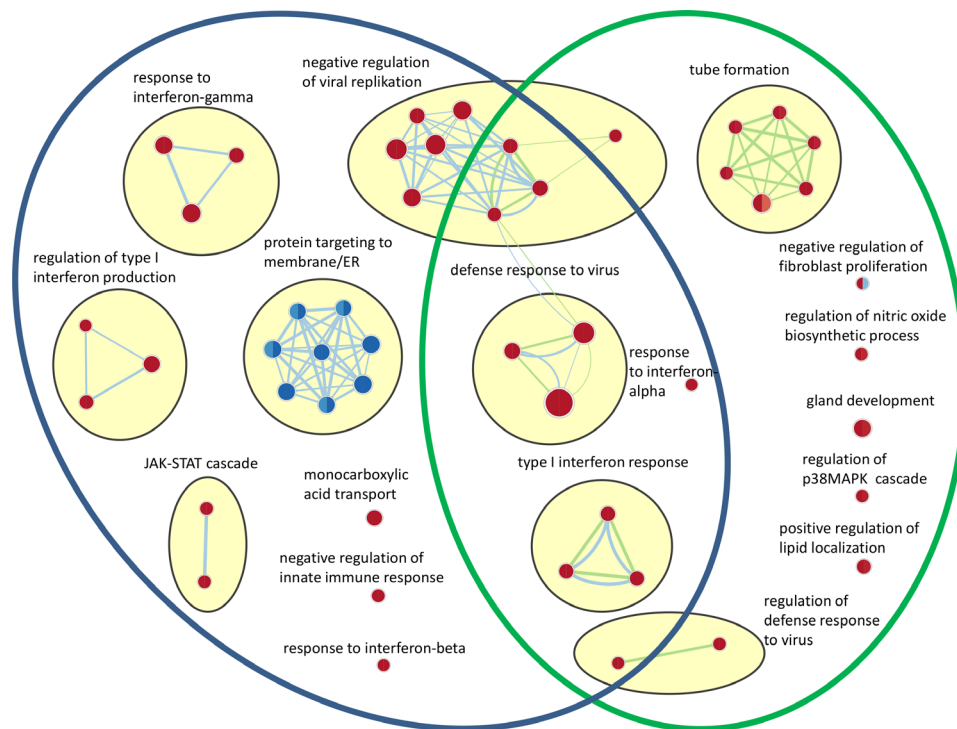 response to
interferon-gamma
negative regulation
of viral replikation
tube formation
regulation of type I
interferon production
protein targeting to
membrane/ER
defense response to virus
negative regulation of
fibroblast proliferation
response
to interferon-
alpha
regulation of nitric oxide
biosynthetic process
gland development
JAK-STAT cascade
monocarboxylic
acid transport
type I interferon response
regulation of
p38MAPK cascade
negative regulation of
innate immune response
positive regulation of
lipid localization
response to interferon-beta
regulation of
defense response
to virus